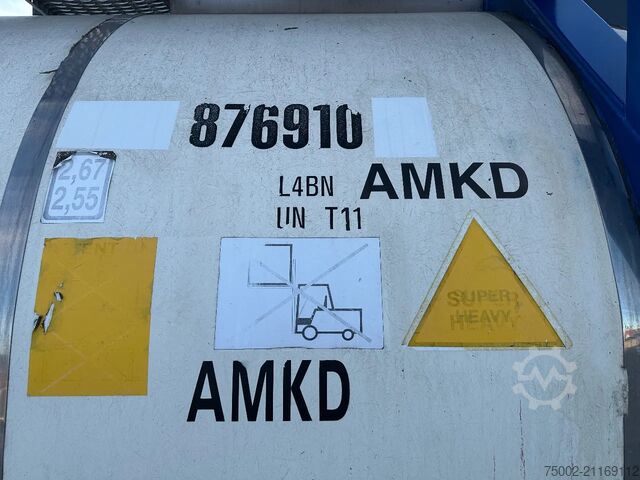 876910
2,67
2,55
L4BN
AMKD
UN T11
SUPER
HEAVY
AMKD
75002-21169112